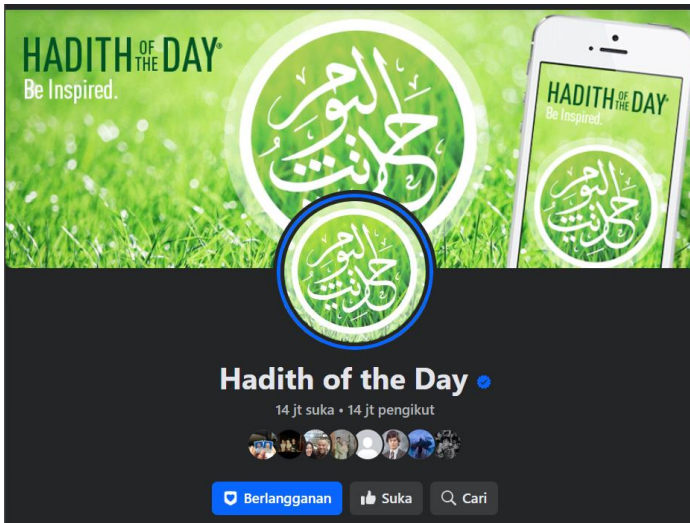 HADITH OF THE DAY®
Be Inspired.
حديث اليوم
HADITH OF THE DAY®
Be Inspired.
حديث اليوم
حديث اليوم
Hadith of the Day
14 jt suka • 14 jt pengikut
Berlangganan
Suka
Cari